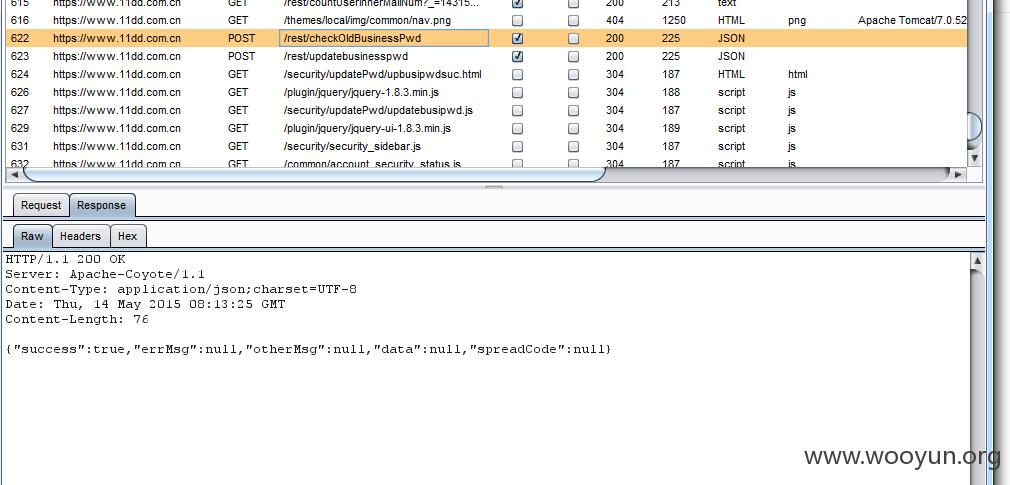 615 GET /rest/countUserInnerMailNum?_=14315... 200 213 text
616 https://www.11dd.com.cn GET /themes/local/img/common/nav.png 404 1250 HTML png Apache Tomcat/7.0.52
622 https://www.11dd.com.cn POST /rest/checkOldBusinessPwd 200 225 JSON
623 https://www.11dd.com.cn POST /rest/updatebusinesspwd 200 225 JSON
624 https://www.11dd.com.cn GET /security/updatePwd/upbusipwdsuc.html 304 187 HTML html
626 https://www.11dd.com.cn GET /plugin/jquery/jquery-1.8.3.min.js 304 188 script js
627 https://www.11dd.com.cn GET /security/updatePwd/updatebusipwd.js 304 187 script js
629 https://www.11dd.com.cn GET /plugin/jquery/jquery-ui-1.8.3.min.js 304 189 script js
631 https://www.11dd.com.cn GET /security/security_sidebar.js 304 187 script js
632 https://www.11dd.com.cn GET /common/account_security_status.js 304 187 script js
Request Response
Raw Headers Hex
HTTP/1.1 200 OK
Server: Apache-Coyote/1.1
Content-Type: application/json;charset=UTF-8
Date: Thu, 14 May 2015 08:13:25 GMT
Content-Length: 76
{"success":true,"errMsg":null,"otherMsg":null,"data":null,"spreadCode":null}
www.wooyun.org